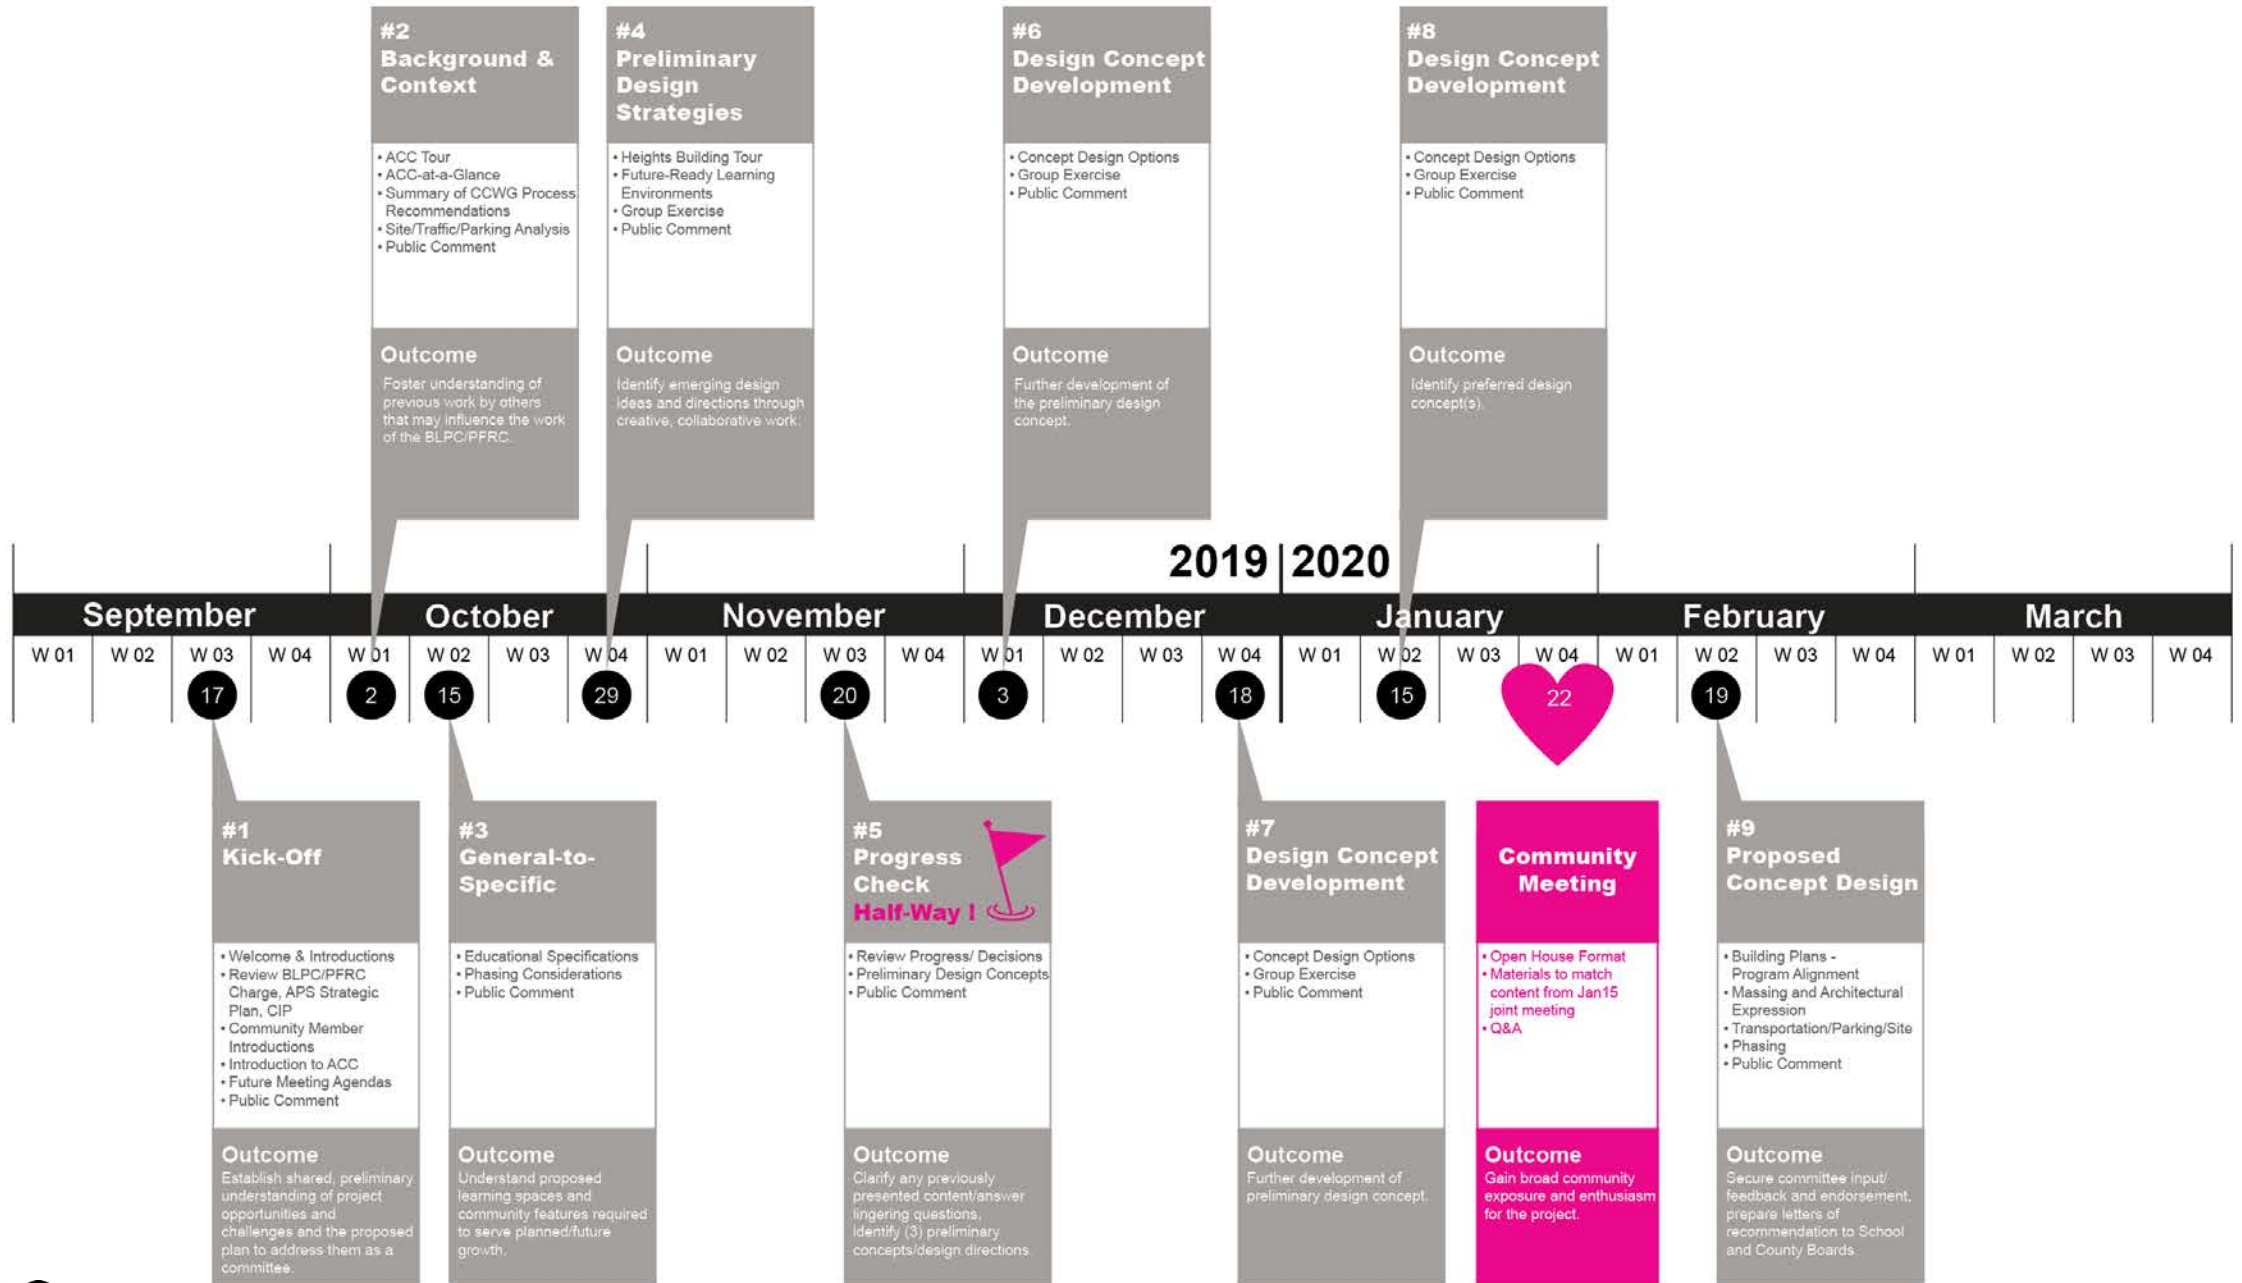 #2
Background &
Context
• ACC Tour
• ACC-at-a-Glance
• Summary of CCWG Process
Recommendations
• Site/Traffic/Parking Analysis
• Public Comment
Outcome
Foster understanding of
previous work by others
that may influence the work
of the BLPC/PFRC.
#4
Preliminary
Design
Strategies
• Heights Building Tour
• Future-Ready Learning
Environments
• Group Exercise
• Public Comment
Outcome
Identify emerging design
ideas and directions through
creative, collaborative work.
#6
Design Concept
Development
• Concept Design Options
• Group Exercise
• Public Comment
Outcome
Further development of
the preliminary design
concept.
#8
Design Concept
Development
• Concept Design Options
• Group Exercise
• Public Comment
Outcome
Identify preferred design
concept(s).
2019 2020
September October November December January February March
W 01 W 02 W 03 W 04 W 01 W 02 W 03 W 04 W 01 W 02 W 03 W 04 W 01 W 02 W 03 W 04 W 01 W 02 W 03 W 04 W 01 W 02 W 03 W 04 W 01 W 02 W 03 W 04
17 2 15 29 20 3 18 15 22 19
#1
Kick-Off
• Welcome & Introductions
• Review BLPC/PFRC
Charge, APS Strategic
Plan, CIP
• Community Member
Introductions
• Introduction to ACC
• Future Meeting Agendas
• Public Comment
Outcome
Establish shared, preliminary
understanding of project
opportunities and
challenges and the proposed
plan to address them as a
committee.
#3
General-to-
Specific
• Educational Specifications
• Phasing Considerations
• Public Comment
Outcome
Understand proposed
learning spaces and
community features required
to serve planned/future
growth.
#5
Progress
Check
Half-Way !
• Review Progress/ Decisions
• Preliminary Design Concepts
• Public Comment
Outcome
Clarify any previously
presented content/answer
lingering questions.
Identify (3) preliminary
concepts/design directions
#7
Design Concept
Development
• Concept Design Options
• Group Exercise
• Public Comment
Outcome
Further development of
preliminary design concept.
Community
Meeting
• Open House Format
• Materials to match
content from Jan15
joint meeting
• Q&A
Outcome
Gain broad community
exposure and enthusiasm
for the project.
#9
Proposed
Concept Design
• Building Plans -
Program Alignment
• Massing and Architectural
Expression
• Transportation/Parking/Site
• Phasing
• Public Comment
Outcome
Secure committee input/
feedback and endorsement,
prepare letters of
recommendation to School
and County Boards.